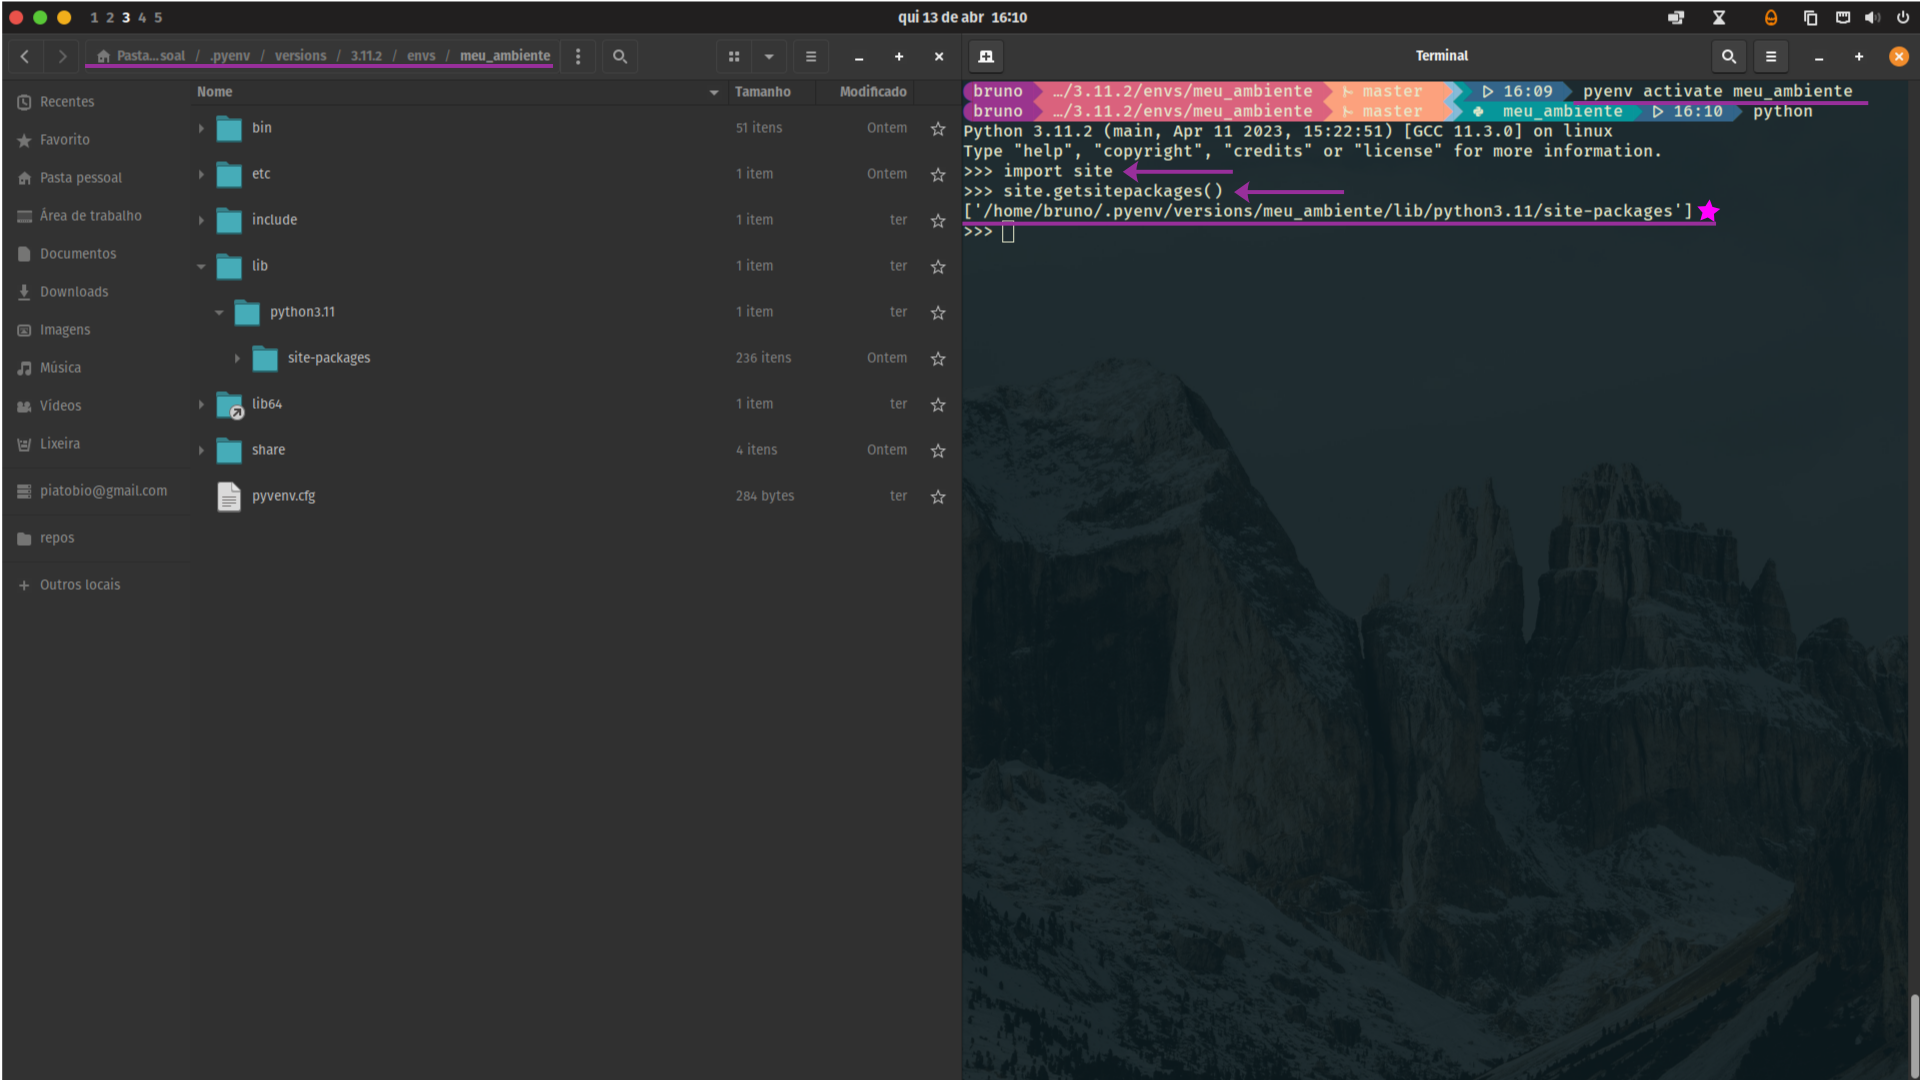 1 2 3 4 5
qui 13 de abr 16:10
Pasta...soal / .pyenv / versions / 3.11.2 / envs / meu_ambiente
Recentes
Favorito
Pasta pessoal
Área de trabalho
Documentos
Downloads
Imagens
Música
Vídeos
Lixeira
piatobio@gmail.com
repos
+ Outros locais
Nome Tamanho Modificado
bin 51 itens Ontem
etc 1 item Ontem
include 1 item ter
lib 1 item ter
python3.11 1 item ter
site-packages 236 itens Ontem
lib64 1 item ter
share 4 itens Ontem
pyvenv.cfg 284 bytes ter
Terminal
bruno …/3.11.2/envs/meu_ambiente master 16:09 pyenv activate meu_ambiente
bruno …/3.11.2/envs/meu_ambiente master meu_ambiente 16:10 python
Python 3.11.2 (main, Apr 11 2023, 15:22:51) [GCC 11.3.0] on linux
Type "help", "copyright", "credits" or "license" for more information.
>>> import site
>>> site.getsitepackages()
['/home/bruno/.pyenv/versions/meu_ambiente/lib/python3.11/site-packages']
>>>